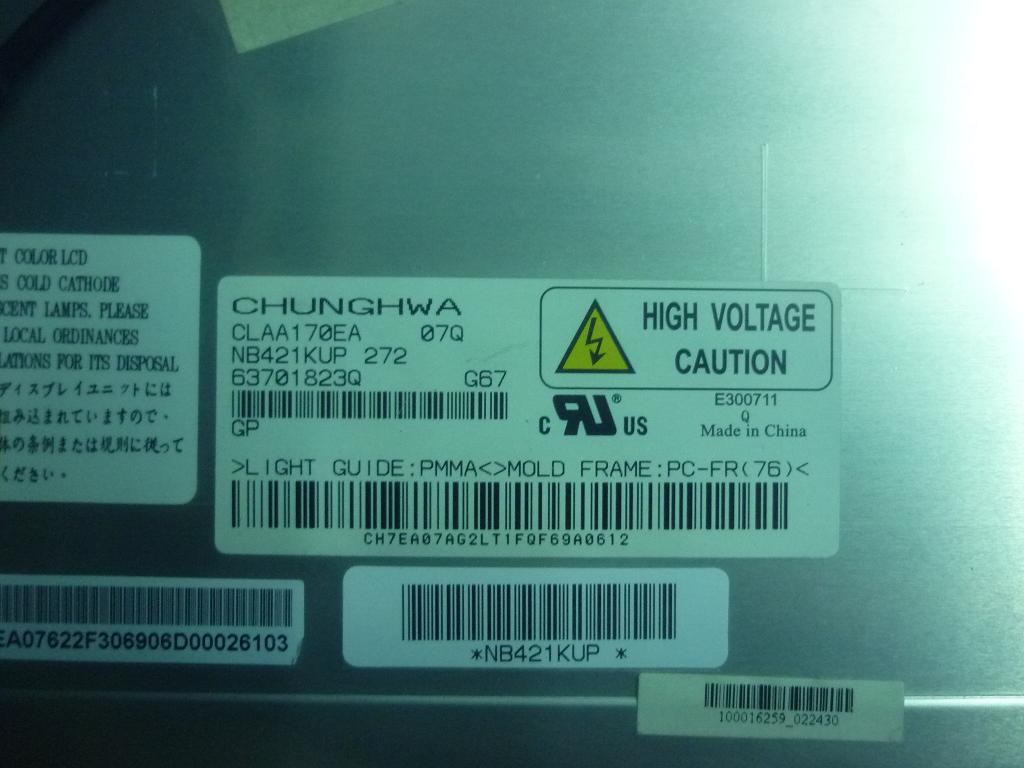 T COLOR LCD
S COLD CATHODE
CENT LAMPS. PLEASE
LOCAL ORDINANCES
LATIONS FOR ITS DISPOSAL
ディスプレイユニットには
組み込まれていますので、
体の条例または規則に従って
ください。
CHUNGHWA
CLAA170EA 07Q
NB421KUP 272
63701823Q G67
GP
HIGH VOLTAGE
CAUTION
C RU ® US
E300711
Q
Made in China
>LIGHT GUIDE:PMMA<>MOLD FRAME:PC-FR(76)<
CH7EA07AG2LT1FQF69A0612
EA07622F306906D00026103
*NB421KUP *
100016259_022430